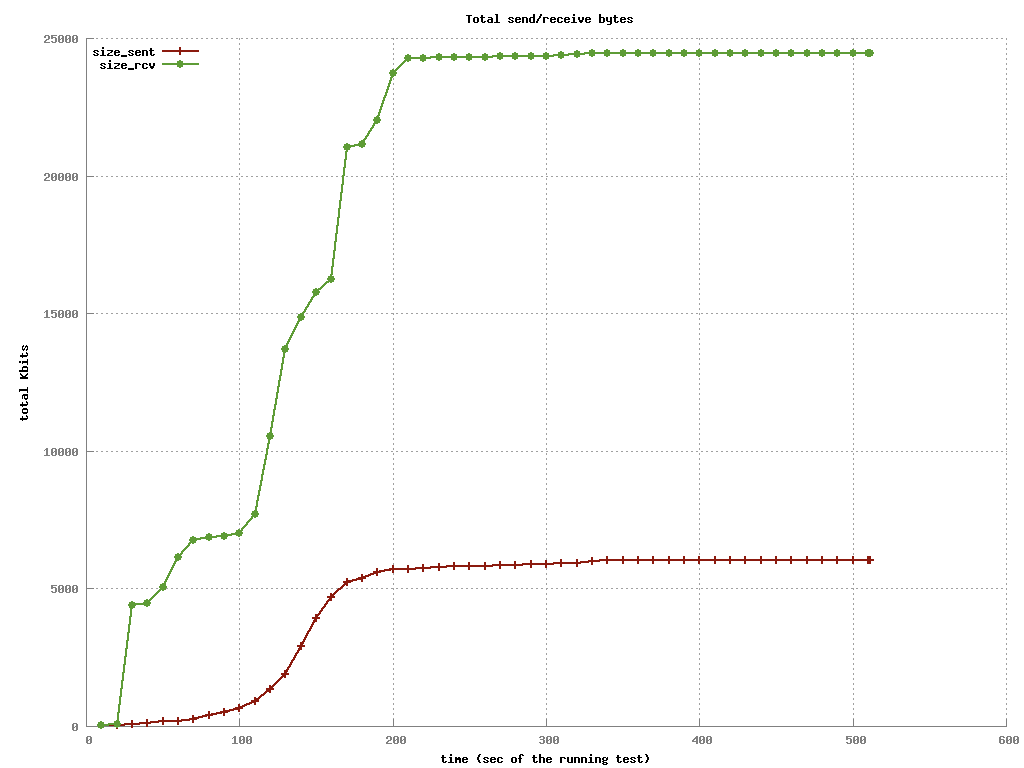 Total send/receive bytes
size_sent
size_rcv
25000
20000
15000
10000
5000
0
total Kbits
0 100 200 300 400 500 600
time (sec of the running test)